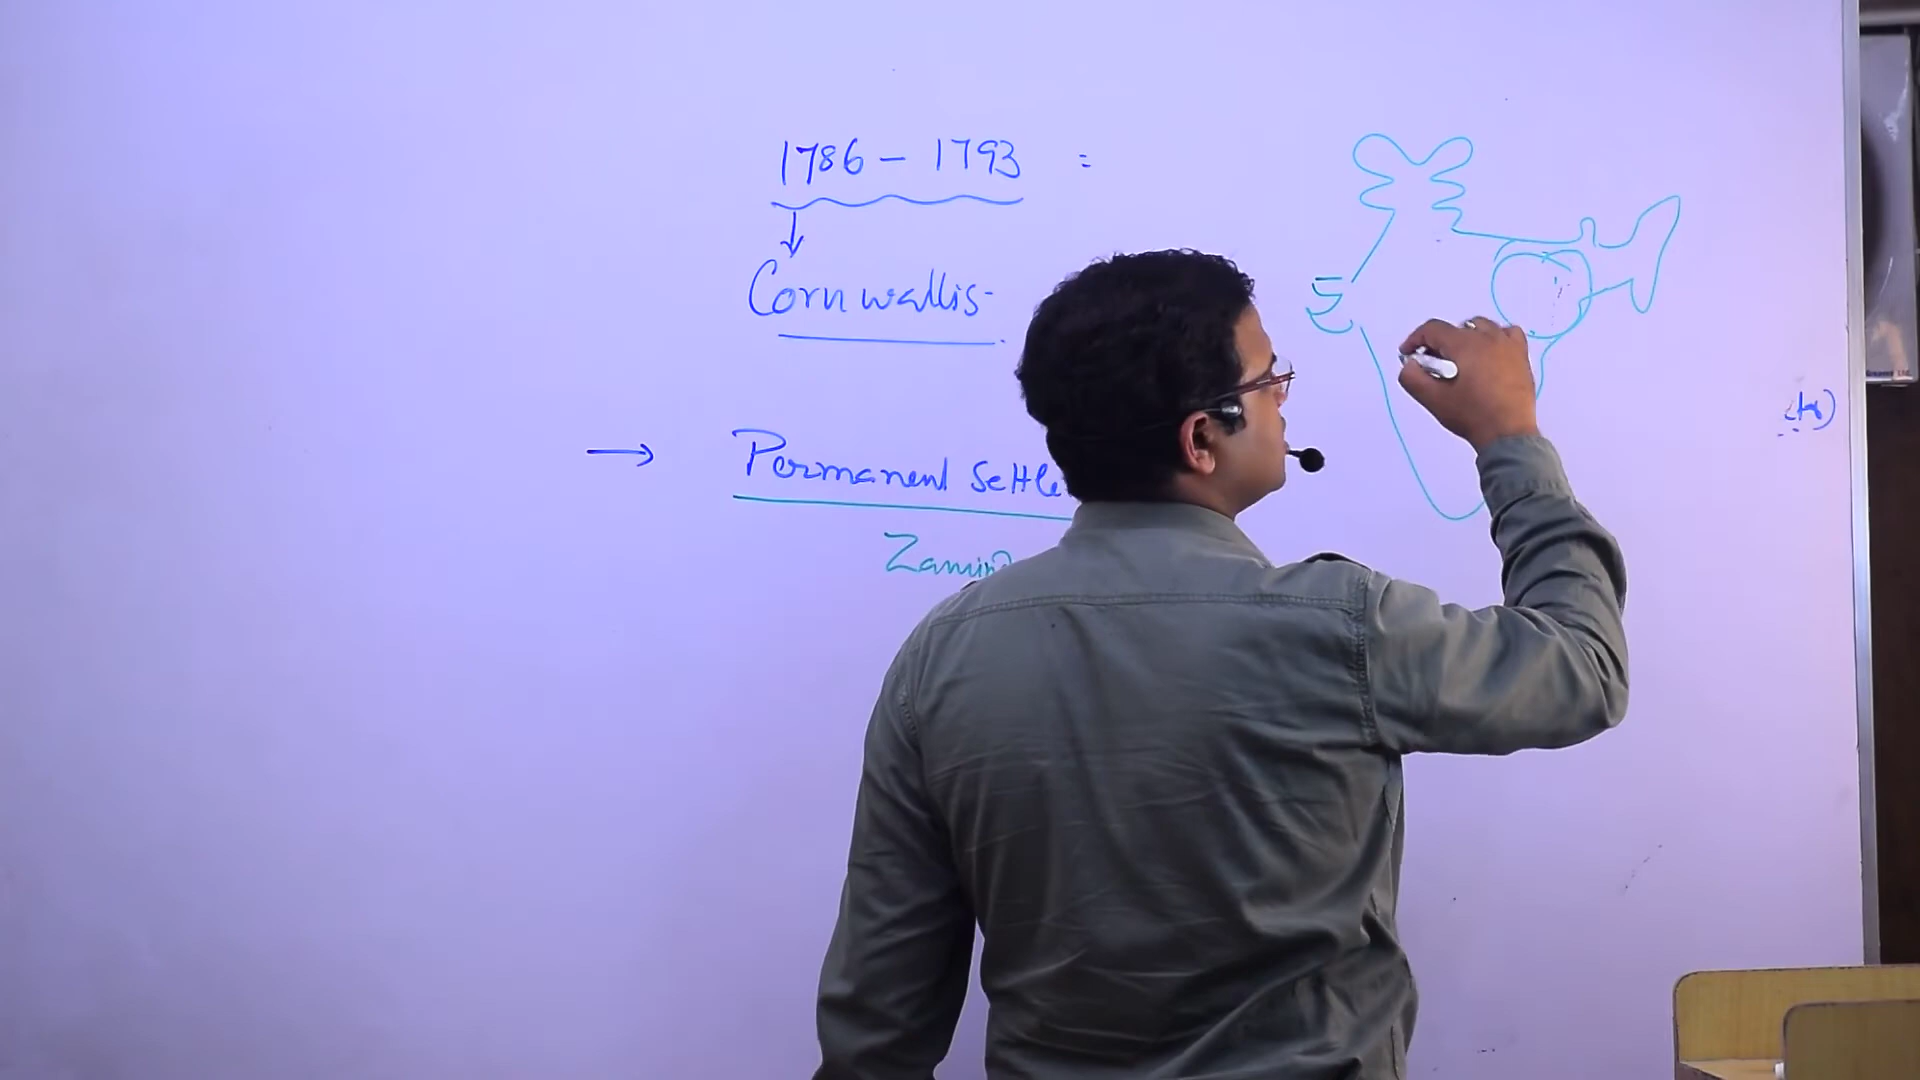 1786 - 1793 =
Cornwallis
→ Permanent Settle
Zamin